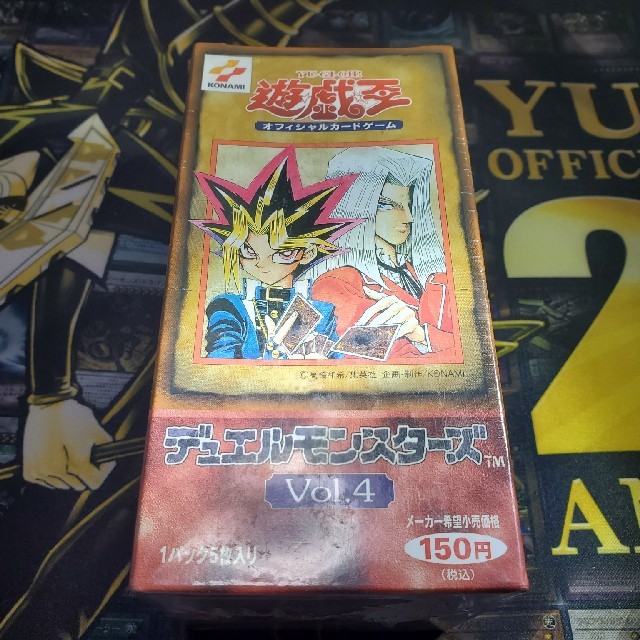 KONAMI
YU-GI-OH
遊戯王
オフィシャルカードゲーム
©高橋和希/集英社 企画・制作/KONAMI
デュエルモンスターズ™
Vol.4
メーカー希望小売価格
150円
(税込)
1パック5枚入り
YU
OFFIC
2
A